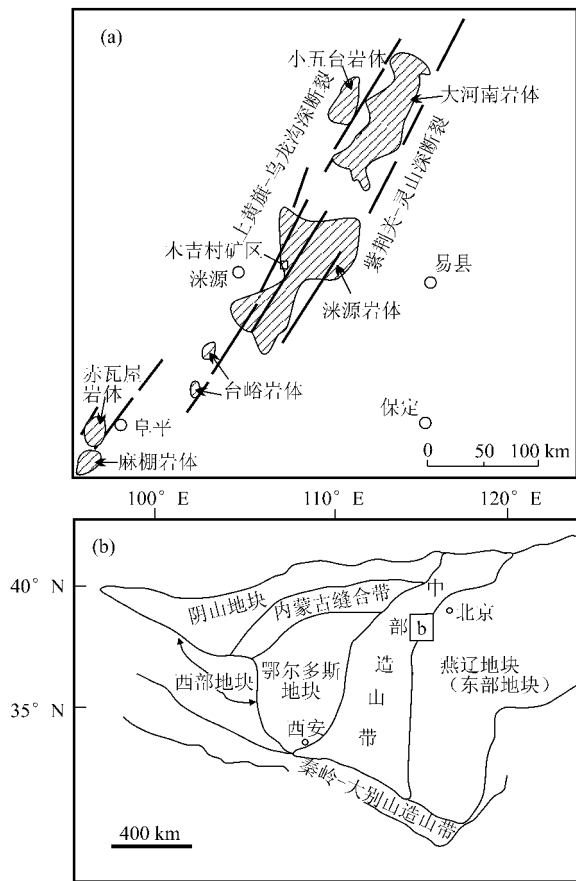 (a)
小五台岩体
大河南岩体
上黄旗-乌龙沟深断裂
紫荆关-灵山深断裂
木吉村矿区
涞源
易县
涞源岩体
赤瓦屋
岩体
台峪岩体
阜平
保定
麻棚岩体
0 50 100 km
100° E 110° E 120° E
(b)
40° N
阴山地块
内蒙古缝合带
中
部
b
北京
西部地块
鄂尔多斯
地块
造
山
带
燕辽地块
(东部地块)
35° N
西安
秦岭-大别山造山带
400 km